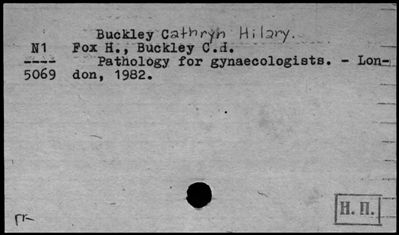 Buckley Cathryn Hilary.
N1 Fox H., Buckley C.d.
---- Pathology for gynaecologists. - Lon-
5069 don, 1982.
Н. П.